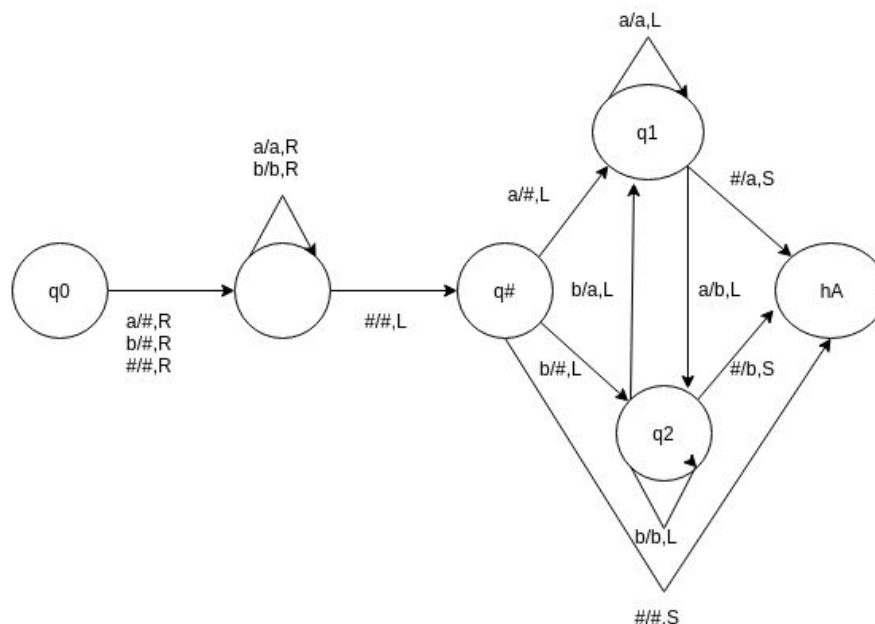 a/a,L
q1
a/a,R
b/b,R
#/a,S
a/#,L
q0
q#
b/a,L
a/b,L
hA
a/#,R
b/#,R
#/#,R
#/#,L
b/#,L
#/b,S
q2
b/b,L
#/#,S